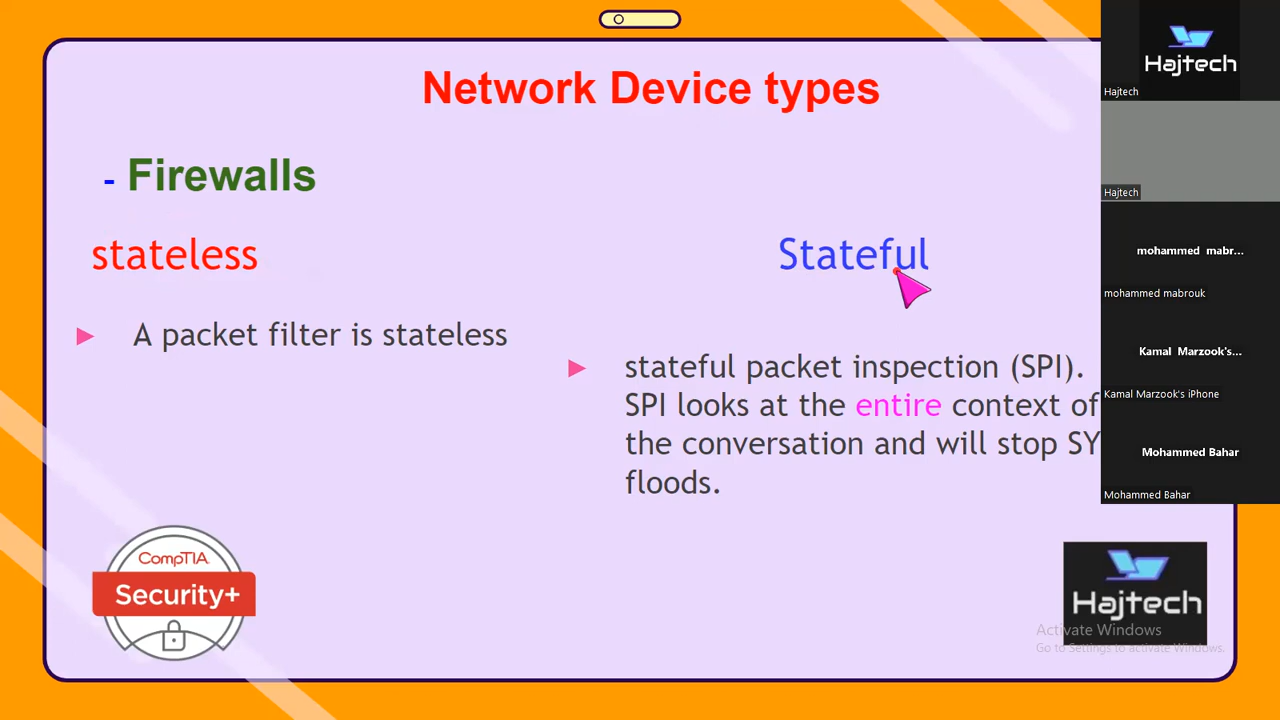 Network Device types
- Firewalls
stateless
Stateful
A packet filter is stateless
stateful packet inspection (SPI).
SPI looks at the entire context of
the conversation and will stop SY
floods.
CompTIA
Security+
Hajtech
Activate Windows
Go to Settings to activate Windows.
Hajtech
Hajtech
Hajtech
mohammed mabr...
mohammed mabrouk
Kamal Marzook's...
Kamal Marzook's iPhone
Mohammed Bahar
Mohammed Bahar